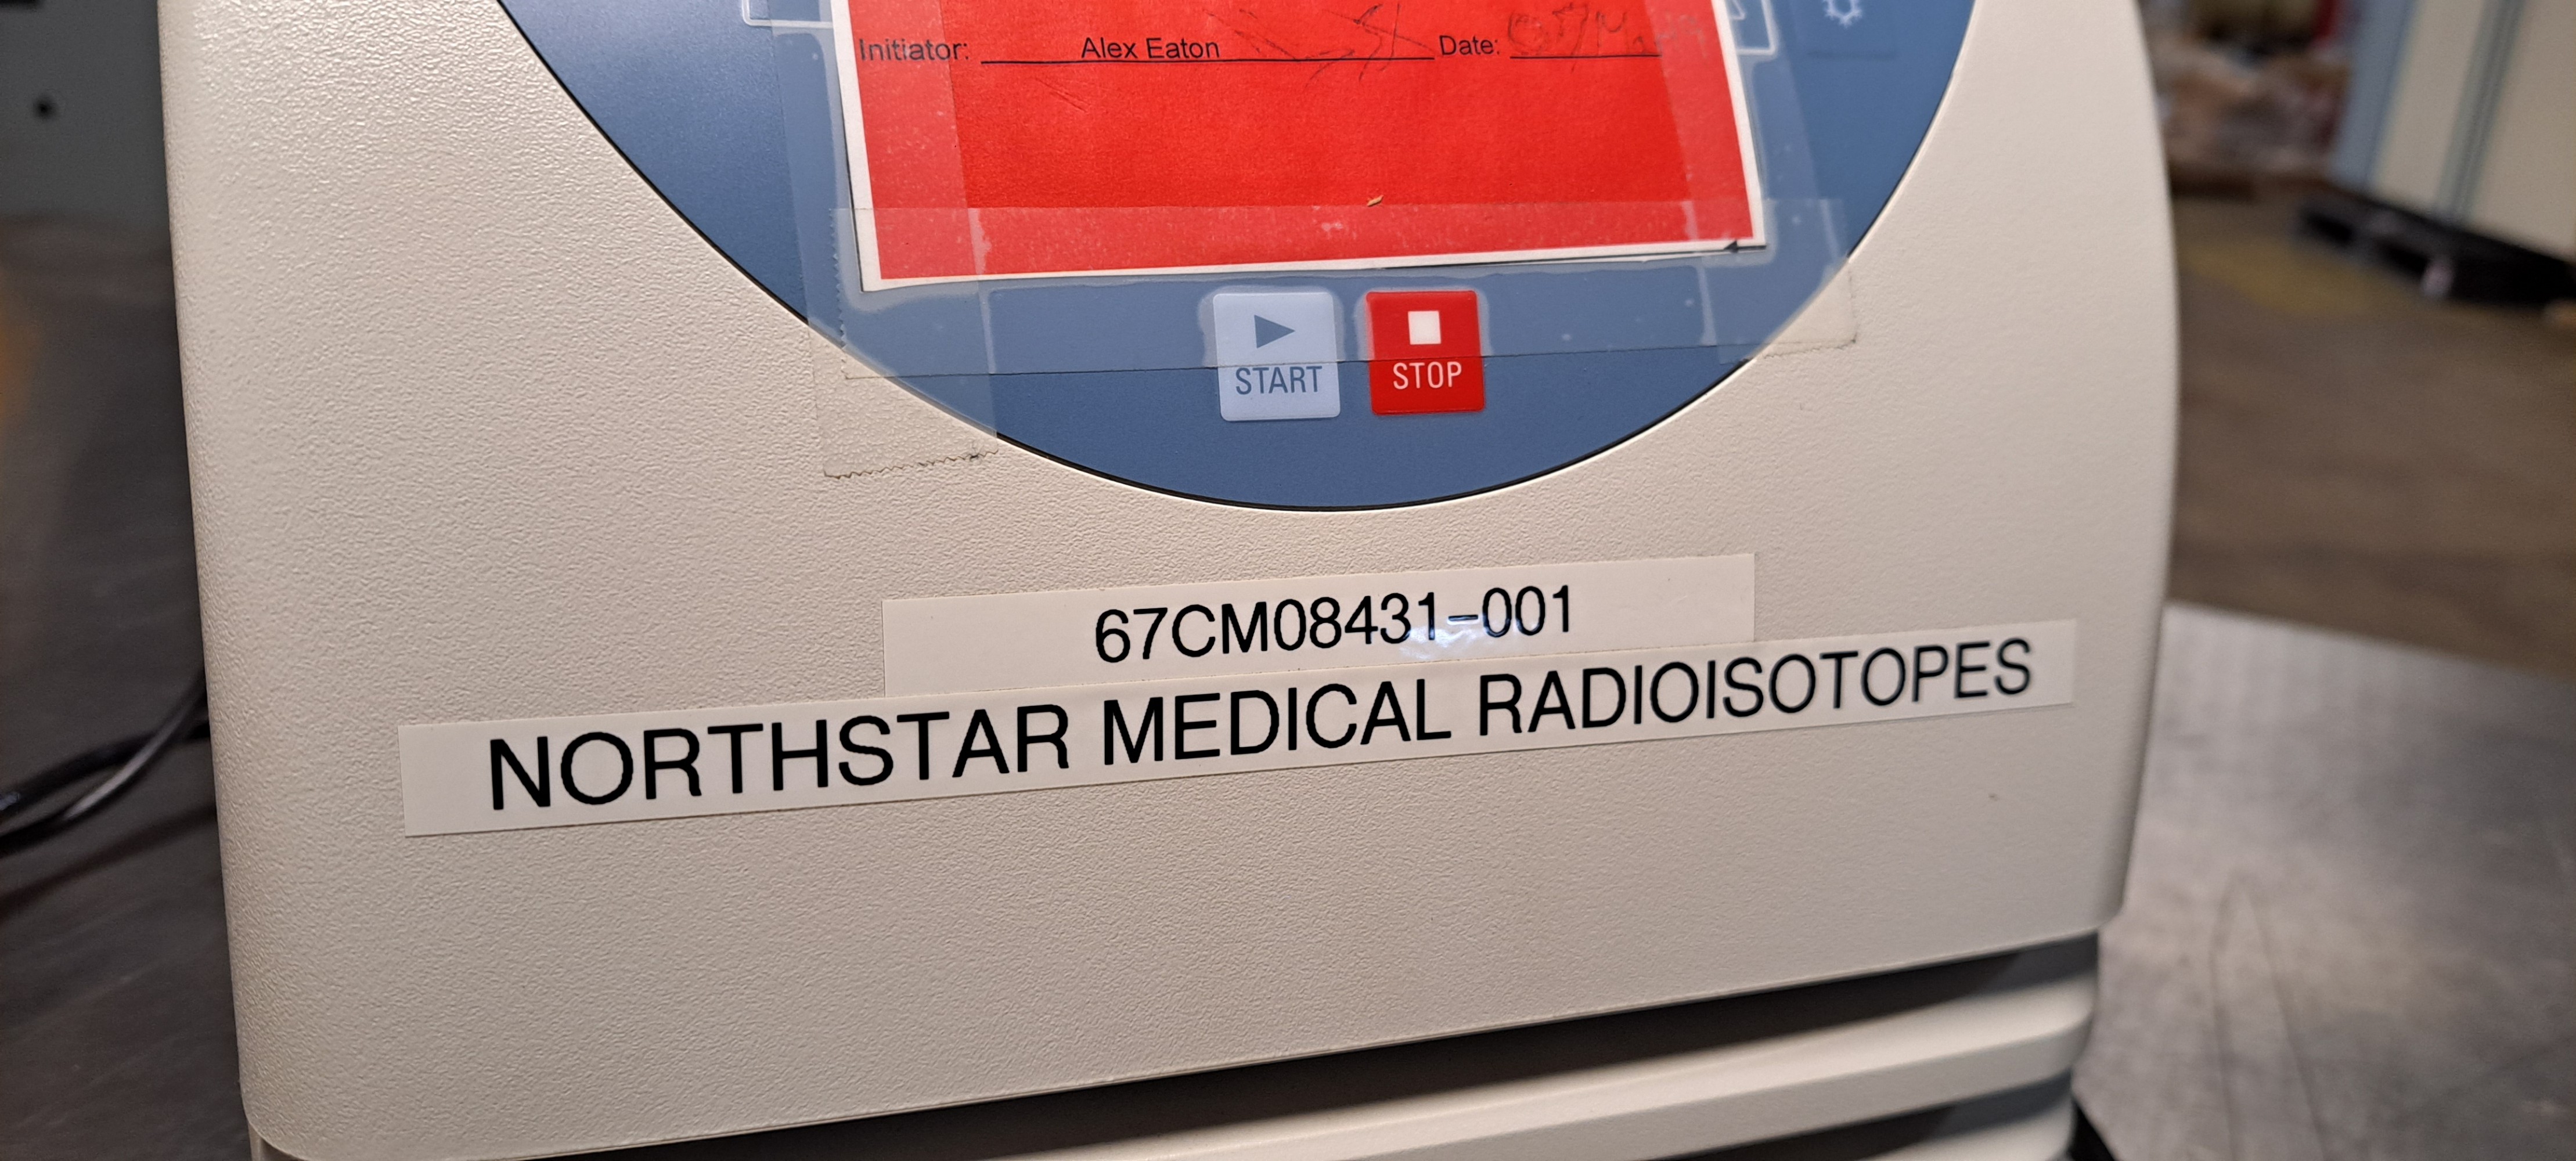 Initiator: Alex Eaton Date:
START STOP
67CM08431-001
NORTHSTAR MEDICAL RADIOISOTOPES